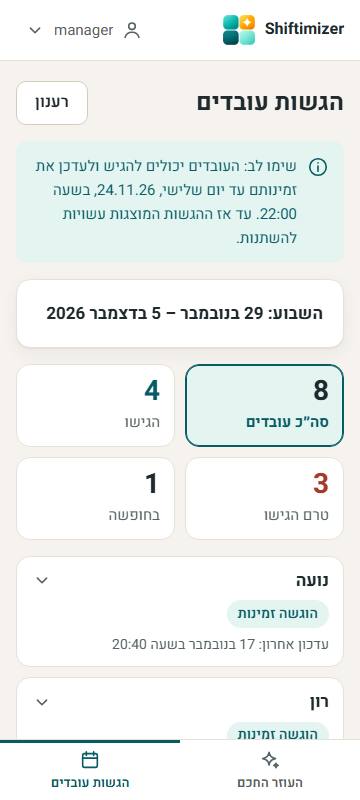 Shiftimizer
manager
הגשות עובדים
רענון
שימו לב: העובדים יכולים להגיש ולעדכן את
זמינותם עד יום שלישי, 24.11.26, בשעה
22:00. עד אז ההגשות המוצגות עשויות
להשתנות.
השבוע: 29 בנובמבר – 5 בדצמבר 2026
8
סה״כ עובדים
4
הגישו
3
טרם הגישו
1
בחופשה
נועה
הוגשה זמינות
עדכון אחרון: 17 בנובמבר בשעה 20:40
רון
הוגשה זמינות
העוזר החכם
הגשות עובדים